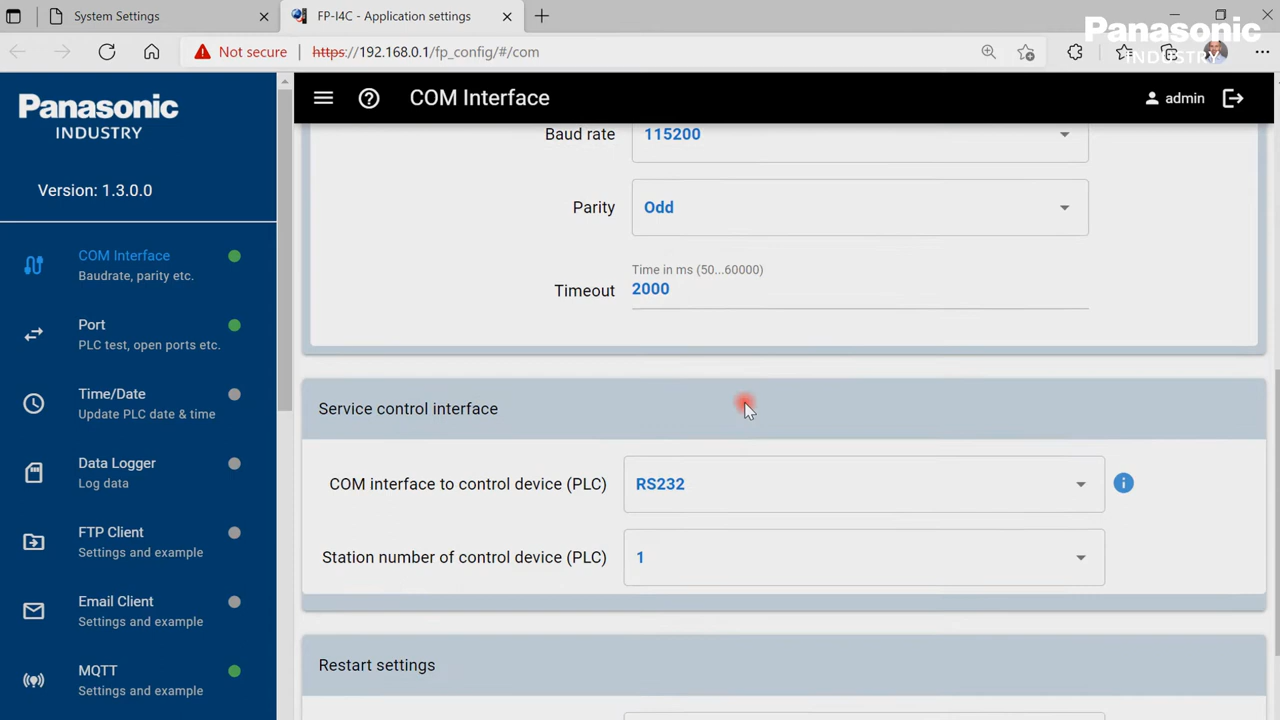 System Settings
FP-I4C - Application settings
Panasonic
INDUSTRY
Not secure
https://192.168.0.1/fp_config/#/com
Panasonic
INDUSTRY
Version: 1.3.0.0
COM Interface
Baudrate, parity etc.
Port
PLC test, open ports etc.
Time/Date
Update PLC date & time
Data Logger
Log data
FTP Client
Settings and example
Email Client
Settings and example
MQTT
Settings and example
COM Interface
admin
Baud rate
115200
Parity
Odd
Time in ms (50...60000)
Timeout
2000
Service control interface
COM interface to control device (PLC)
RS232
Station number of control device (PLC)
1
Restart settings